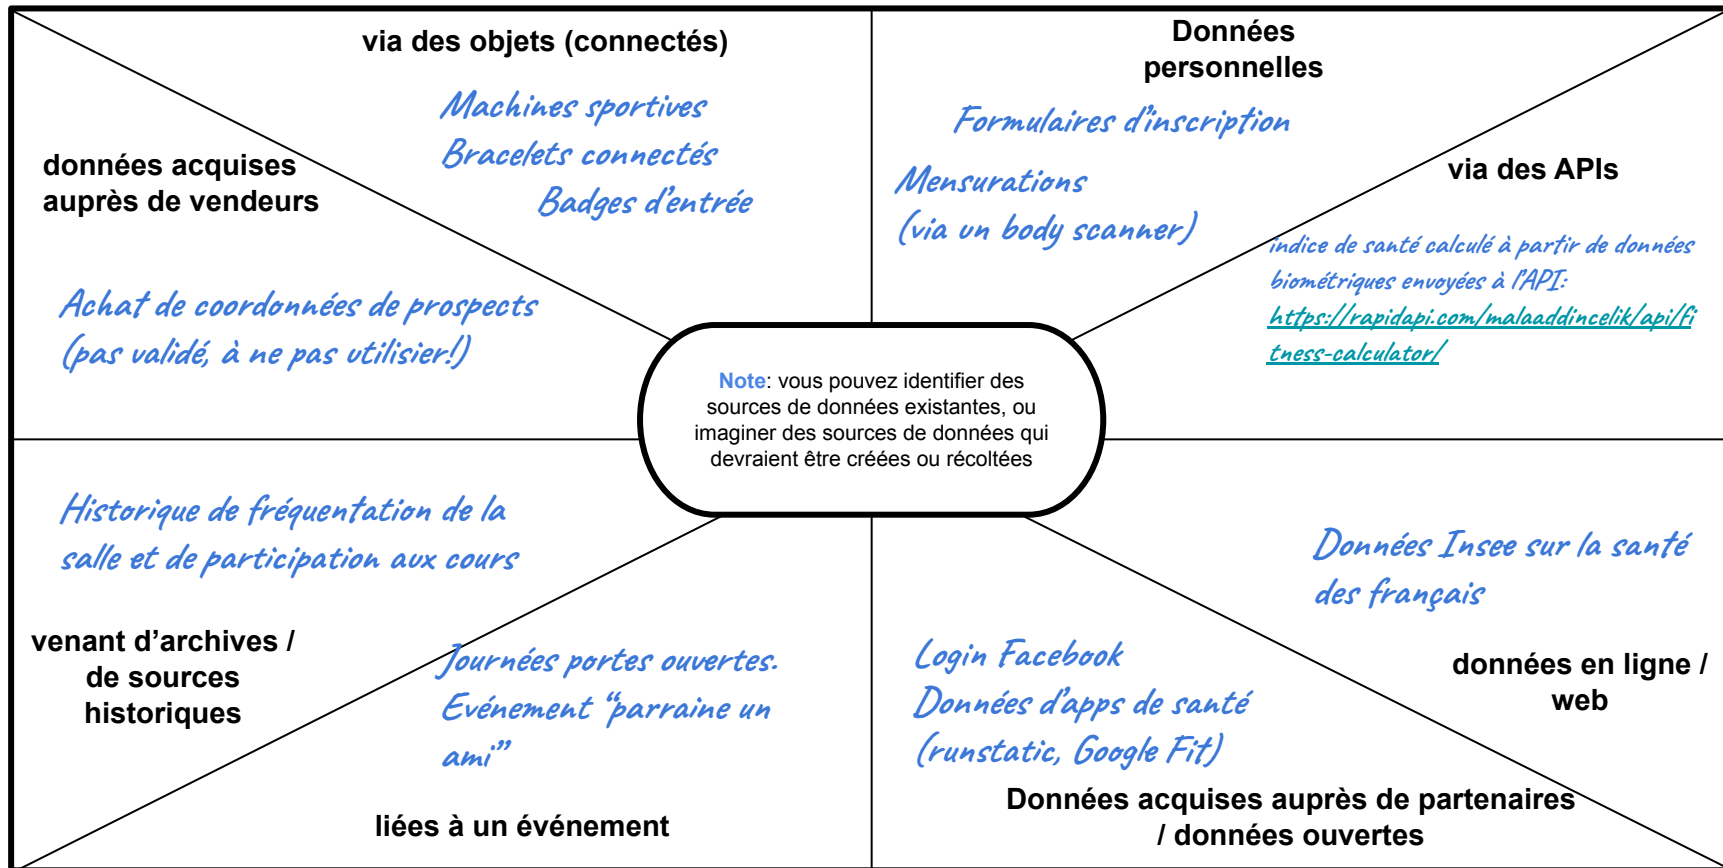 via des objets (connectés)
Machines sportives
Bracelets connectés
Badges d'entrée
Données
personnelles
Formulaires d'inscription
Mensurations
(via un body scanner)
données acquises
auprès de vendeurs
Achat de coordonnées de prospects
(pas validé, à ne pas utilisier!)
via des APIs
indice de santé calculé à partir de données
biométriques envoyées à l'API:
https://rapidapi.com/malaaddincelik/api/fi
tness-calculator/
Note: vous pouvez identifier des
sources de données existantes, ou
imaginer des sources de données qui
devraient être créées ou récoltées
Historique de fréquentation de la
salle et de participation aux cours
venant d'archives /
de sources
historiques
Journées portes ouvertes.
Evénement “parraine un
ami”
liées à un événement
Login Facebook
Données d'apps de santé
(runstatic, Google Fit)
Données acquises auprès de partenaires
/ données ouvertes
Données Insee sur la santé
des français
données en ligne /
web